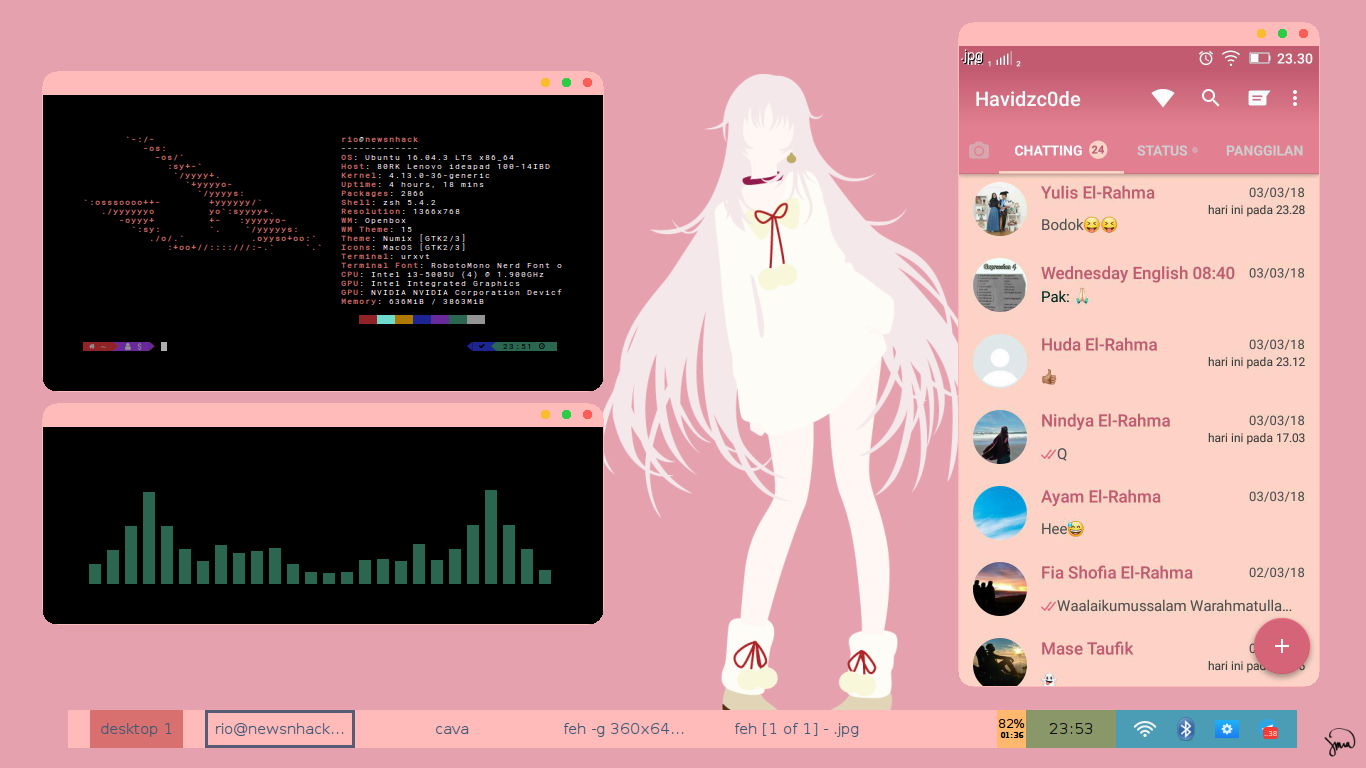 rio@newsnhack
-------------
OS: Ubuntu 16.04.3 LTS x86_64
Host: 80RK Lenovo ideapad 100-14IBD
Kernel: 4.13.0-36-generic
Uptime: 4 hours, 18 mins
Packages: 2866
Shell: zsh 5.4.2
Resolution: 1366x768
WM: Openbox
WM Theme: 15
Theme: Numix [GTK2/3]
Icons: MacOS [GTK2/3]
Terminal: urxvt
Terminal Font: RobotoMono Nerd Font o
CPU: Intel i3-5005U (4) @ 1.900GHz
GPU: Intel Integrated Graphics
GPU: NVIDIA NVIDIA Corporation Devicf
Memory: 636MiB / 3863MiB
~ $
23:51
.jpg 1 2 23.30
Havidzc0de
CHATTING 24 STATUS PANGGILAN
Yulis El-Rahma 03/03/18
hari ini pada 23.28
Bodok😝😝
Wednesday English 08:40 03/03/18
Pak: 🙏🏻
Huda El-Rahma 03/03/18
hari ini pada 23.12
👍🏽
Nindya El-Rahma 03/03/18
hari ini pada 17.03
Q
Ayam El-Rahma 03/03/18
Hee😅
Fia Shofia El-Rahma 02/03/18
Waalaikumussalam Warahmatulla...
Mase Taufik
hari ini
👻
+
desktop 1 rio@newsnhack... cava feh -g 360x64... feh [1 of 1] - .jpg 82% 23:53
01:36
..38